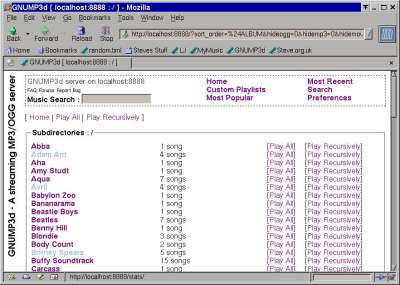 GNUMP3d [ localhost:8888 : / ] - Mozilla
File Edit View Go Bookmarks Tools Window Help
Back Forward Reload Stop http://localhost:8888/?sort_order=%24ALBUM&hideogg=0&hidemp3=0&hidemov
Home Bookmarks random.bml Steves Stuff LJ MyMusic GNUMP3d Steve.org.uk
GNUMP3d [ localhost:8888 : / ]
GNUMP3d - A streaming MP3/OGG server
GNUMP3d server on localhost:8888
FAQ Forums Report Bug
Music Search :
Home Most Recent
Custom Playlists Search
Most Popular Preferences
[ Home | Play All | Play Recursively ]
Subdirectories : /
Abba 1 song [Play All] [Play Recursively]
Adam Ant 4 songs [Play All] [Play Recursively]
Aha 1 song [Play All] [Play Recursively]
Amy Studt 1 song [Play All] [Play Recursively]
Aqua 7 songs [Play All] [Play Recursively]
Avril 4 songs [Play All] [Play Recursively]
Babylon Zoo 1 song [Play All] [Play Recursively]
Bananarama 1 song [Play All] [Play Recursively]
Beastie Boys 1 song [Play All] [Play Recursively]
Beatles 7 songs [Play All] [Play Recursively]
Benny Hill 1 song [Play All] [Play Recursively]
Blondie 3 songs [Play All] [Play Recursively]
Body Count 2 songs [Play All] [Play Recursively]
Britney Spears 5 songs [Play All] [Play Recursively]
Buffy Soundtrack 15 songs [Play All] [Play Recursively]
Carcass 1 song [Play All] [Play Recursively]
http://localhost:8888/stats/